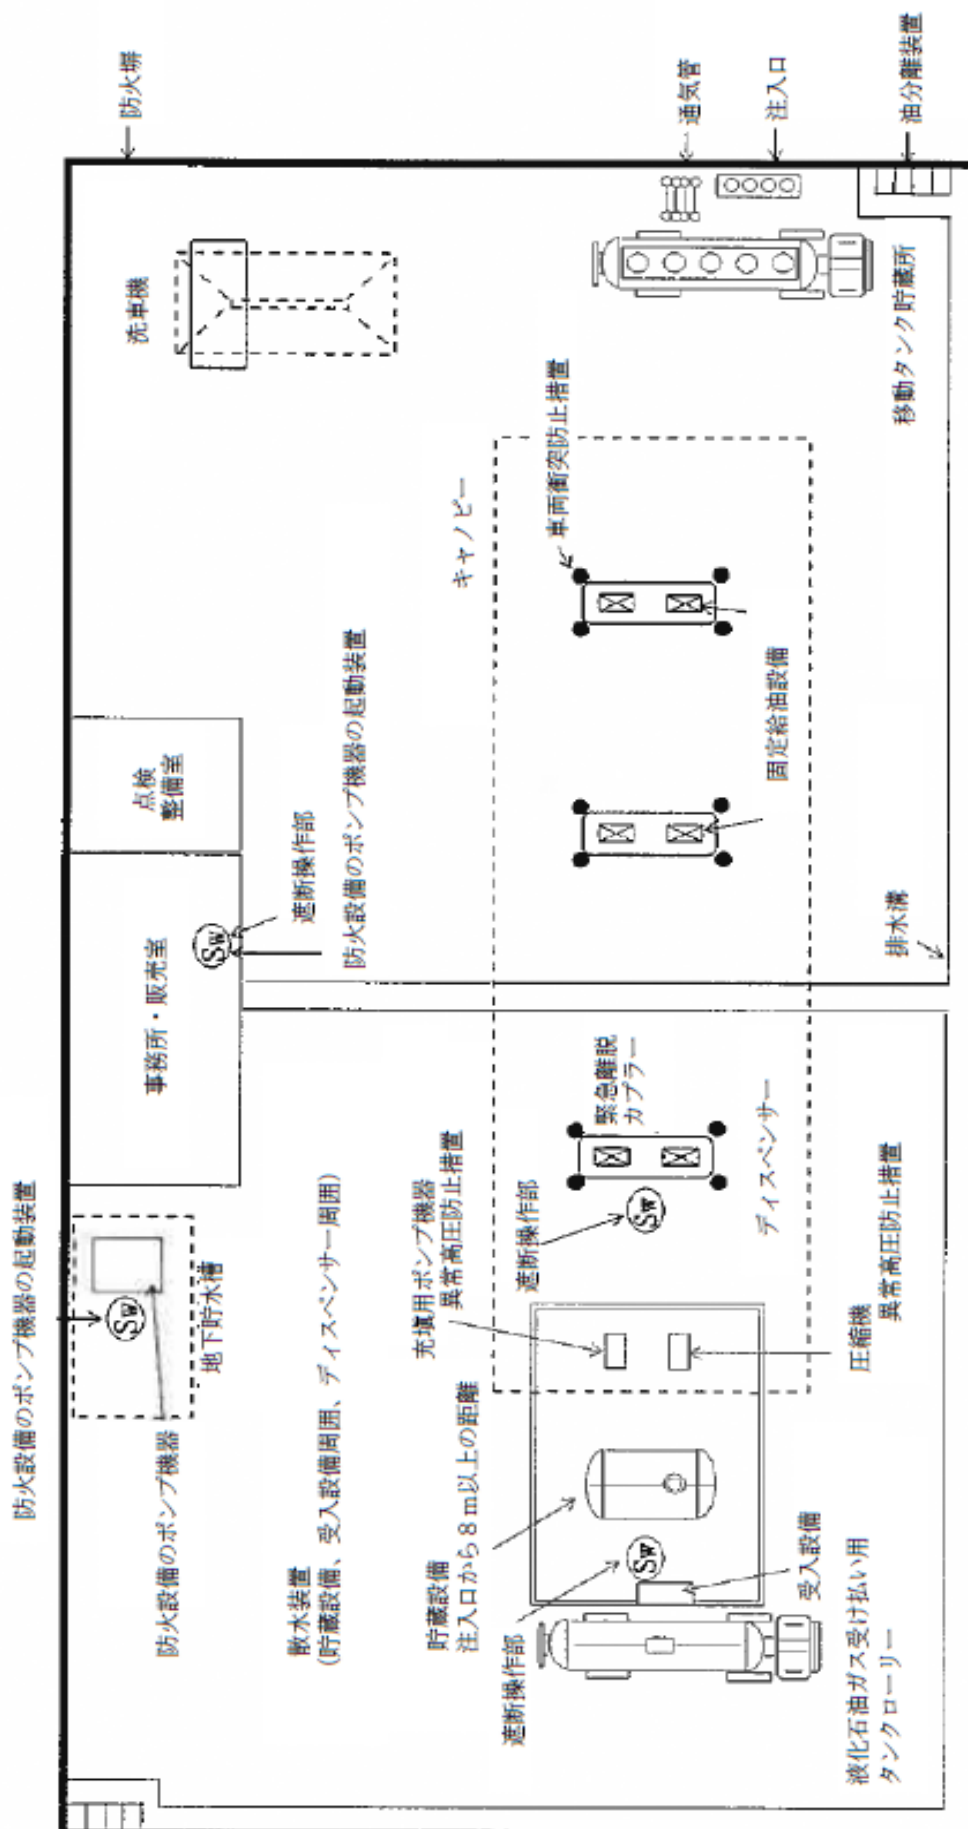 防火設備のポンプ機器の起動装置
防火塀
Sw
地下貯水槽
防火設備のポンプ機器
事務所・販売室
点検
整備室
洗車機
Sw
遮断操作部
防火設備のポンプ機器の起動装置
散水装置
(貯蔵設備、受入設備周囲、ディスペンサー周囲)
キャノピー
通気管
注入口
油分離装置
車両衝突防止措置
充塡用ポンプ機器
異常高圧防止措置
貯蔵設備
注入口から8m以上の距離
遮断操作部
遮断操作部
緊急離脱
カプラー
Sw
Sw
固定給油設備
移動タンク貯蔵所
ディスペンサー
受入設備
圧縮機
異常高圧防止措置
排水溝
液化石油ガス受け払い用
タンクローリー